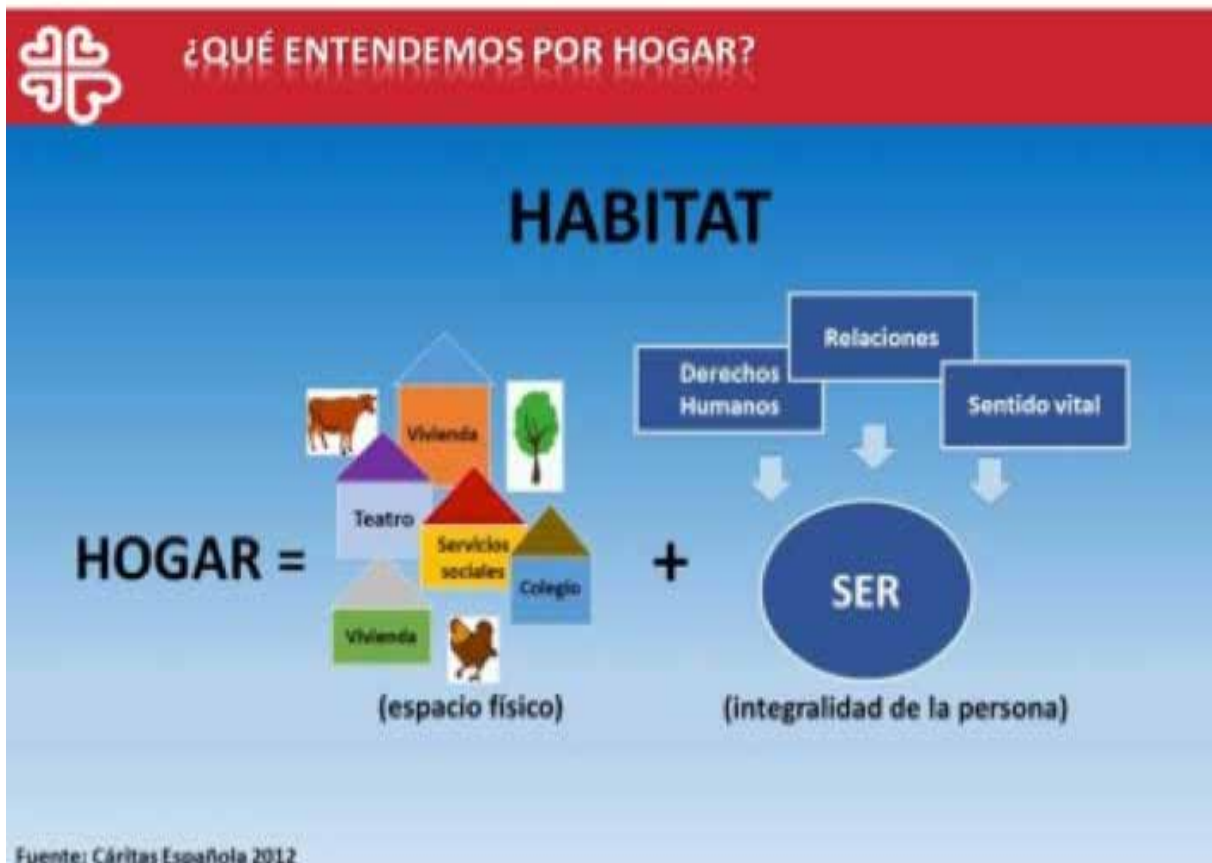 ¿QUÉ ENTENDEMOS POR HOGAR?
HABITAT
Relaciones
Derechos
Humanos
Sentido vital
Vivienda
Teatro
Servicios
sociales
Colegio
Vivienda
HOGAR =
+
SER
(espacio físico)
(integralidad de la persona)
Fuente: Cáritas Española 2012